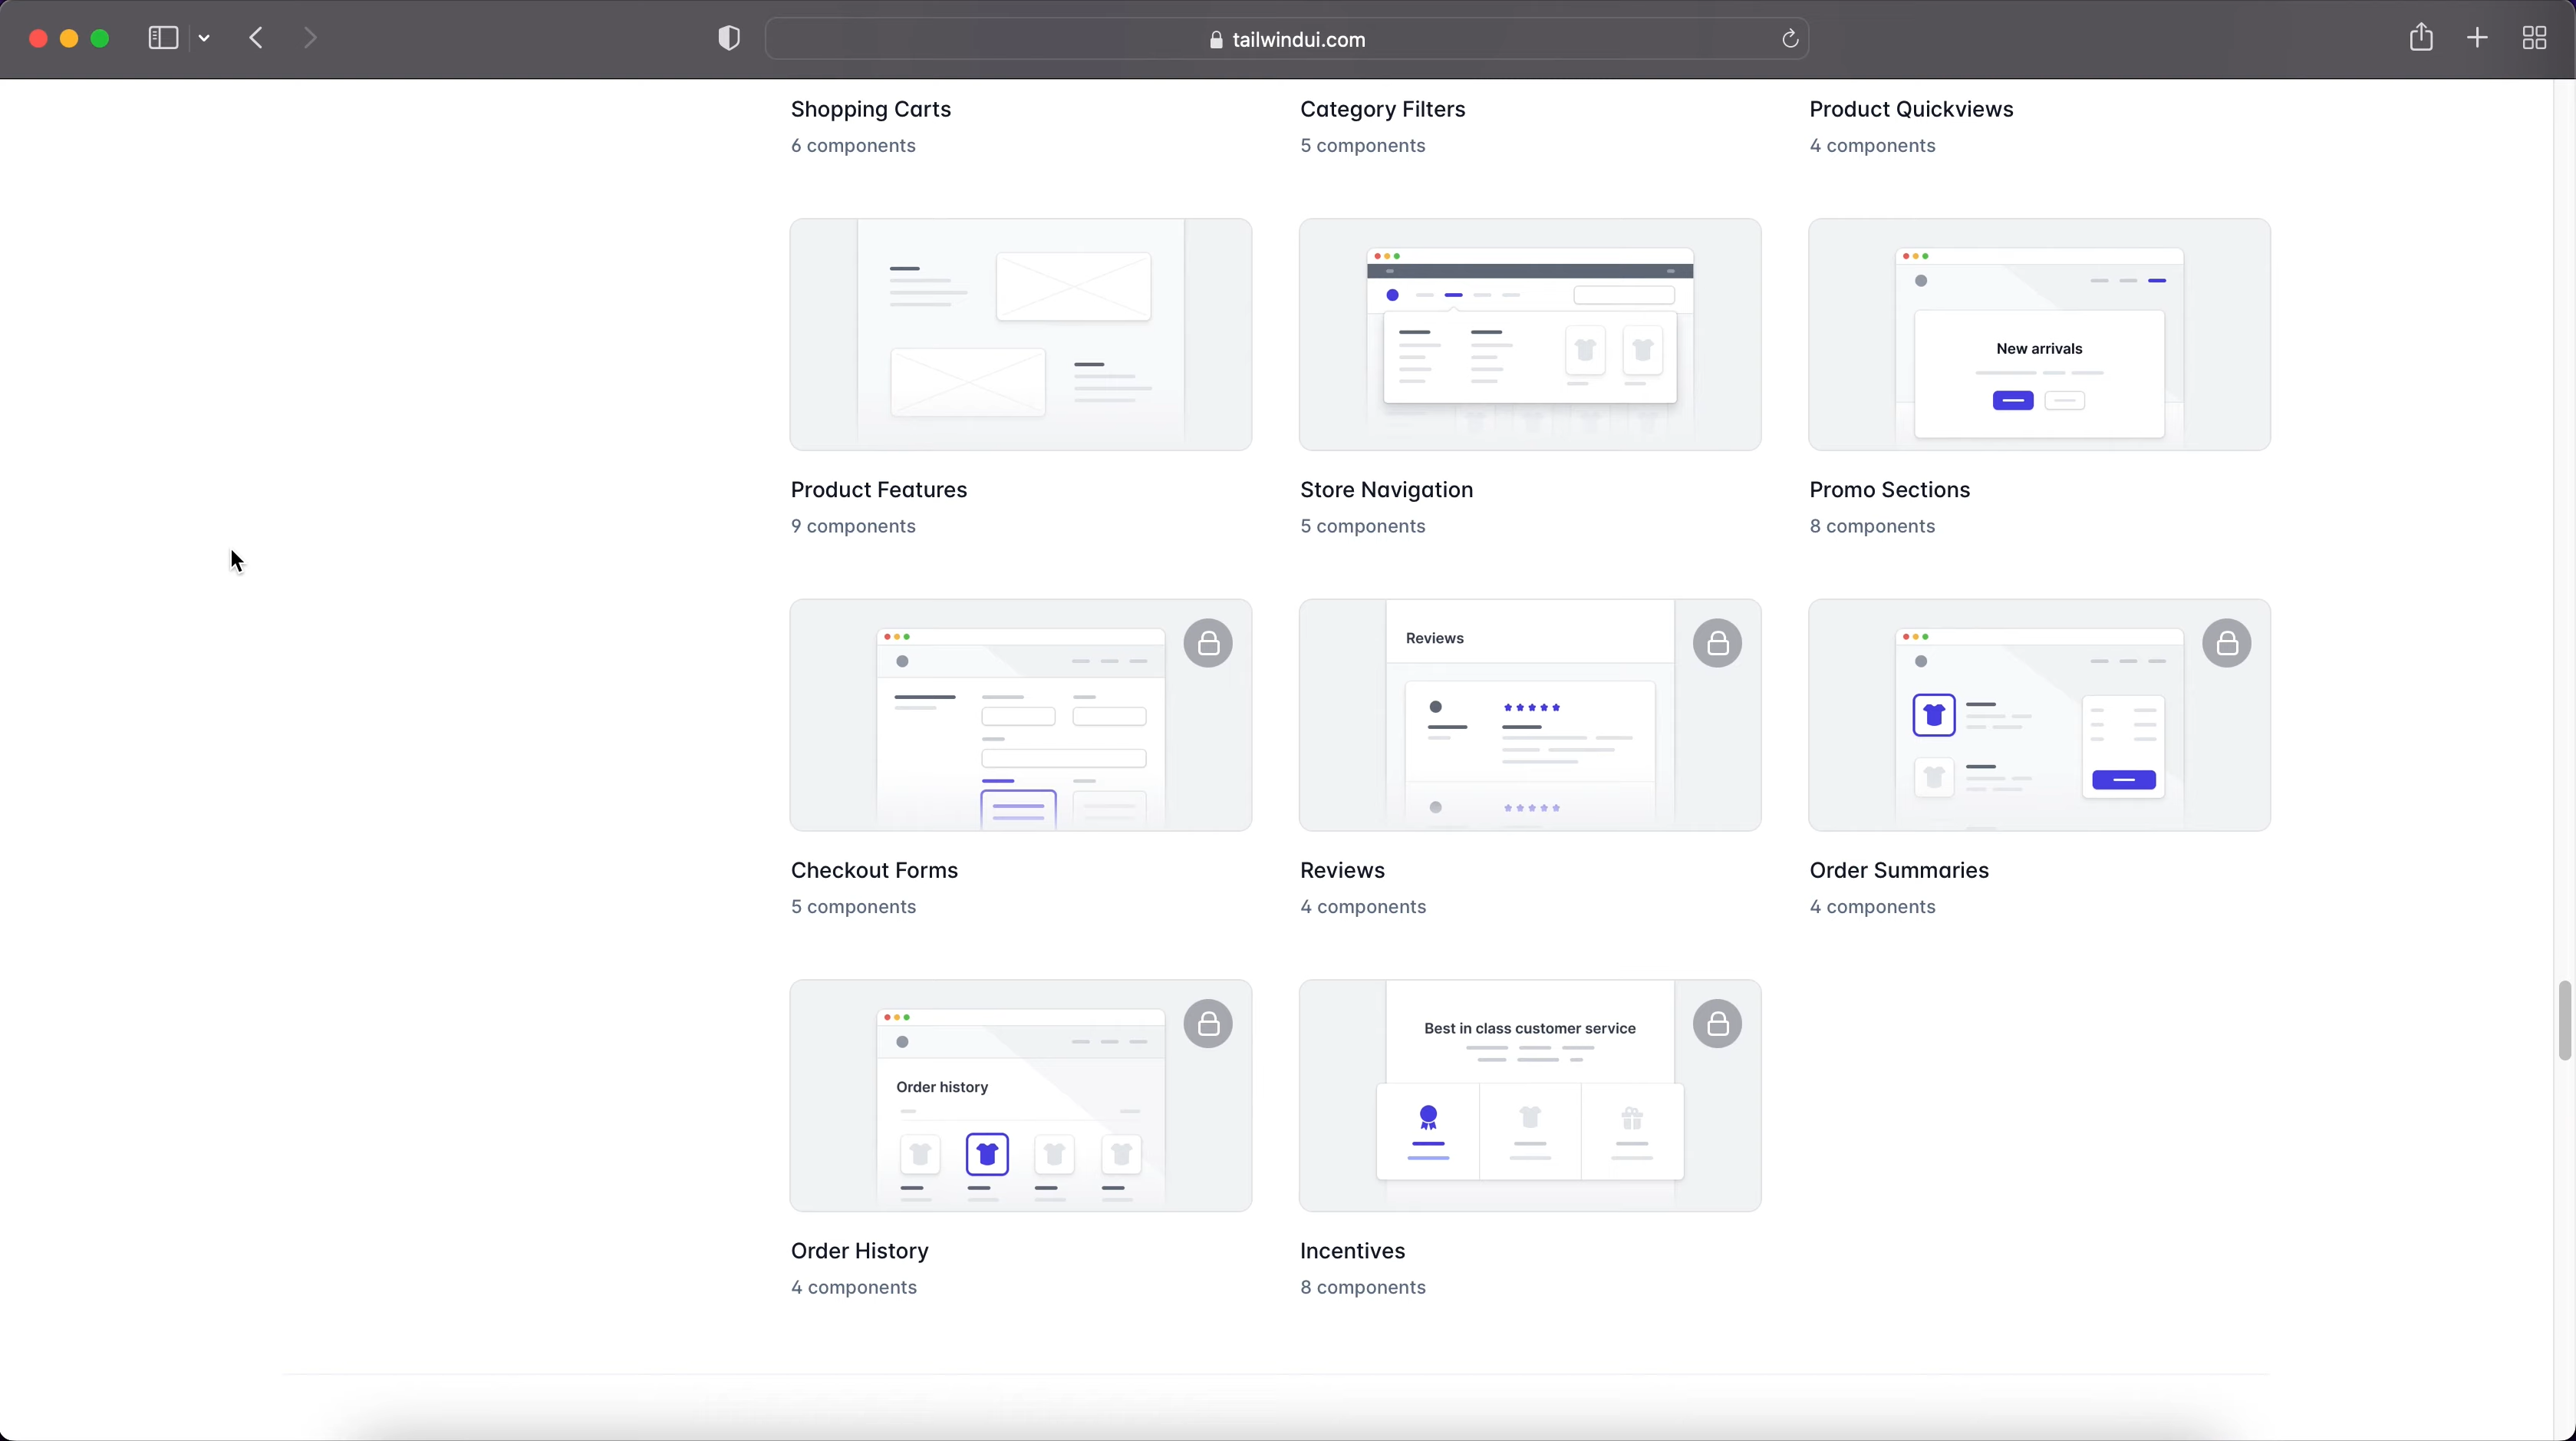 tailwindui.com
Shopping Carts
6 components
Category Filters
5 components
Product Quickviews
4 components
Product Features
9 components
Store Navigation
5 components
New arrivals
Promo Sections
8 components
Checkout Forms
5 components
Reviews
Reviews
4 components
Order Summaries
4 components
Order history
Order History
4 components
Best in class customer service
Incentives
8 components